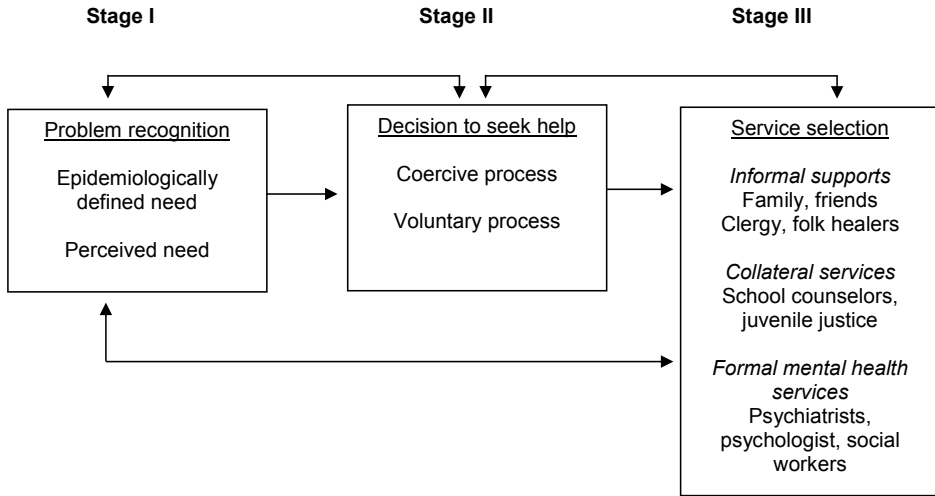 Stage I
Stage II
Stage III
Problem recognition
Epidemiologically
defined need
Perceived need
Decision to seek help
Coercive process
Voluntary process
Service selection
Informal supports
Family, friends
Clergy, folk healers
Collateral services
School counselors,
juvenile justice
Formal mental health
services
Psychiatrists,
psychologist, social
workers